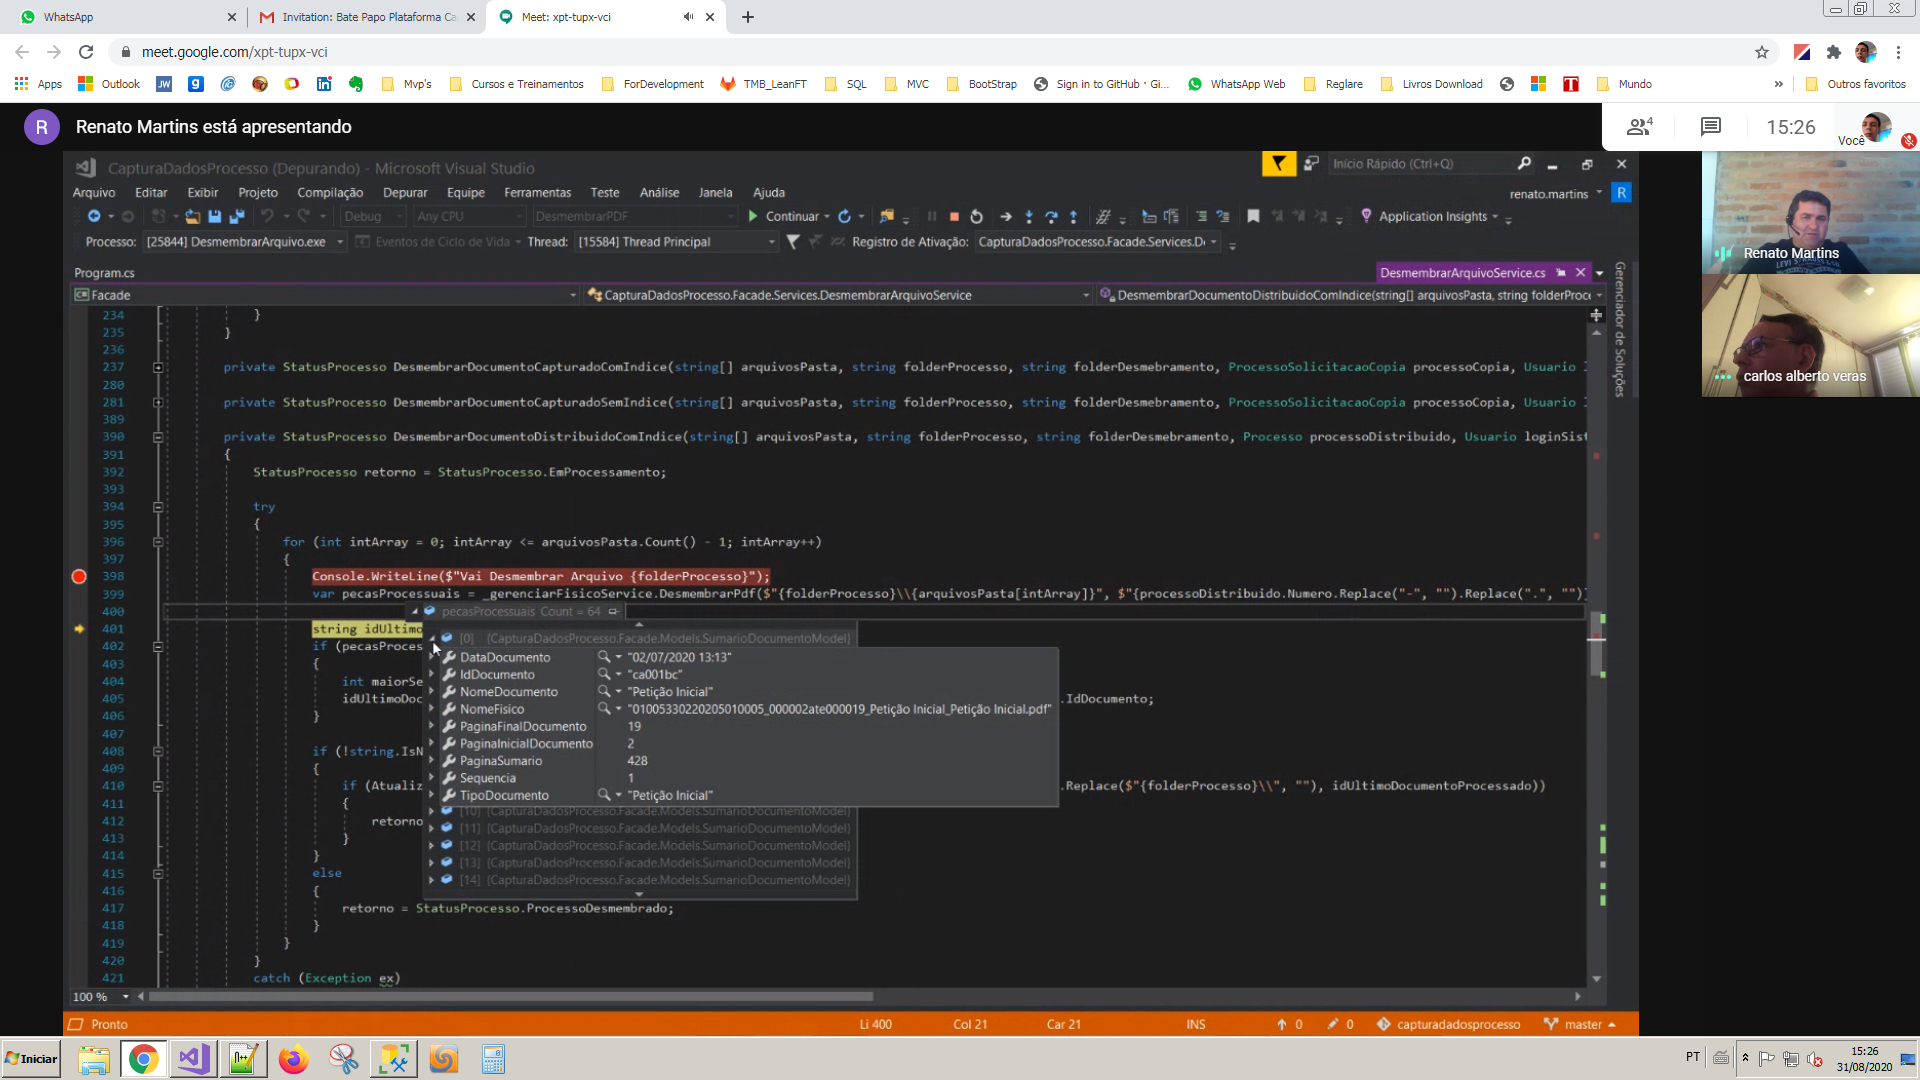 WhatsApp
Invitation: Bate Papo Plataforma Ca
Meet: xpt-tupx-vci
meet.google.com/xpt-tupx-vci
Apps
Outlook
Mvp's
Cursos e Treinamentos
ForDevelopment
TMB_LeanFT
SQL
MVC
BootStrap
Sign in to GitHub · Gi...
WhatsApp Web
Reglare
Livros Download
Mundo
»
Outros favoritos
R
Renato Martins está apresentando
4
15:26
Você
CapturaDadosProcesso (Depurando) - Microsoft Visual Studio
Início Rápido (Ctrl+Q)
Arquivo Editar Exibir Projeto Compilação Depurar Equipe Ferramentas Teste Análise Janela Ajuda
renato.martins
R
Debug Any CPU DesmembrarPDF Continuar Application Insights
Processo: [25844] DesmembrarArquivo.exe Eventos de Ciclo de Vida Thread: [15584] Thread Principal Registro de Ativação: CapturaDadosProcesso.Facade.Services.D
Program.cs
DesmembrarArquivoService.cs
Gerenciador de Soluções
Facade
CapturaDadosProcesso.Facade.Services.DesmembrarArquivoService
DesmembrarDocumentoDistribuidoComIndice(string[] arquivosPasta, string folderProce
234 }
235 }
236
237 private StatusProcesso DesmembrarDocumentoCapturadoComIndice(string[] arquivosPasta, string folderProcesso, string folderDesmebramento, ProcessoSolicitacaoCopia processoCopia, Usuario l
280
281 private StatusProcesso DesmembrarDocumentoCapturadoSemIndice(string[] arquivosPasta, string folderProcesso, string folderDesmebramento, ProcessoSolicitacaoCopia processoCopia, Usuario l
389
390 private StatusProcesso DesmembrarDocumentoDistribuidoComIndice(string[] arquivosPasta, string folderProcesso, string folderDesmebramento, Processo processoDistribuido, Usuario loginSist
391 {
392 StatusProcesso retorno = StatusProcesso.EmProcessamento;
393
394 try
395 {
396 for (int intArray = 0; intArray <= arquivosPasta.Count() - 1; intArray++)
397 {
398 Console.WriteLine($"Vai Desmembrar Arquivo {folderProcesso}");
399 var pecasProcessuais = _gerenciarFisicoService.DesmembrarPdf($"{folderProcesso}\\{arquivosPasta[intArray]}", $"{processoDistribuido.Numero.Replace("-", "").Replace(".", "")}
400 pecasProcessuais Count = 64
401 string idUltimo
[0] {CapturaDadosProcesso.Facade.Models.SumarioDocumentoModel}
402 if (pecasProces
403 {
DataDocumento "02/07/2020 13:13"
IdDocumento "ca001bc"
404 int maiorSe
NomeDocumento "Petição Inicial"
405 idUltimoDoc .IdDocumento;
NomeFisico "01005330220205010005_000002ate000019_Petição Inicial_Petição Inicial.pdf"
406 }
PaginaFinalDocumento 19
407
PaginaInicialDocumento 2
408 if (!string.IsN
PaginaSumario 428
409 {
Sequencia 1
410 if (Atualiz .Replace($"{folderProcesso}\\", ""), idUltimoDocumentoProcessado))
TipoDocumento "Petição Inicial"
411 {
[10] {CapturaDadosProcesso.Facade.Models.SumarioDocumentoModel}
412 retorno
[11] {CapturaDadosProcesso.Facade.Models.SumarioDocumentoModel}
413 }
[12] {CapturaDadosProcesso.Facade.Models.SumarioDocumentoModel}
414 }
[13] {CapturaDadosProcesso.Facade.Models.SumarioDocumentoModel}
415 else
[14] {CapturaDadosProcesso.Facade.Models.SumarioDocumentoModel}
416 {
417 retorno = StatusProcesso.ProcessoDesmembrado;
418 }
419 }
420 }
421 catch (Exception ex)
100 %
Pronto
Li 400
Col 21
Car 21
INS
0
0
capturadadosprocesso
master
Renato Martins
carlos alberto veras
Iniciar
PT
15:26
31/08/2020